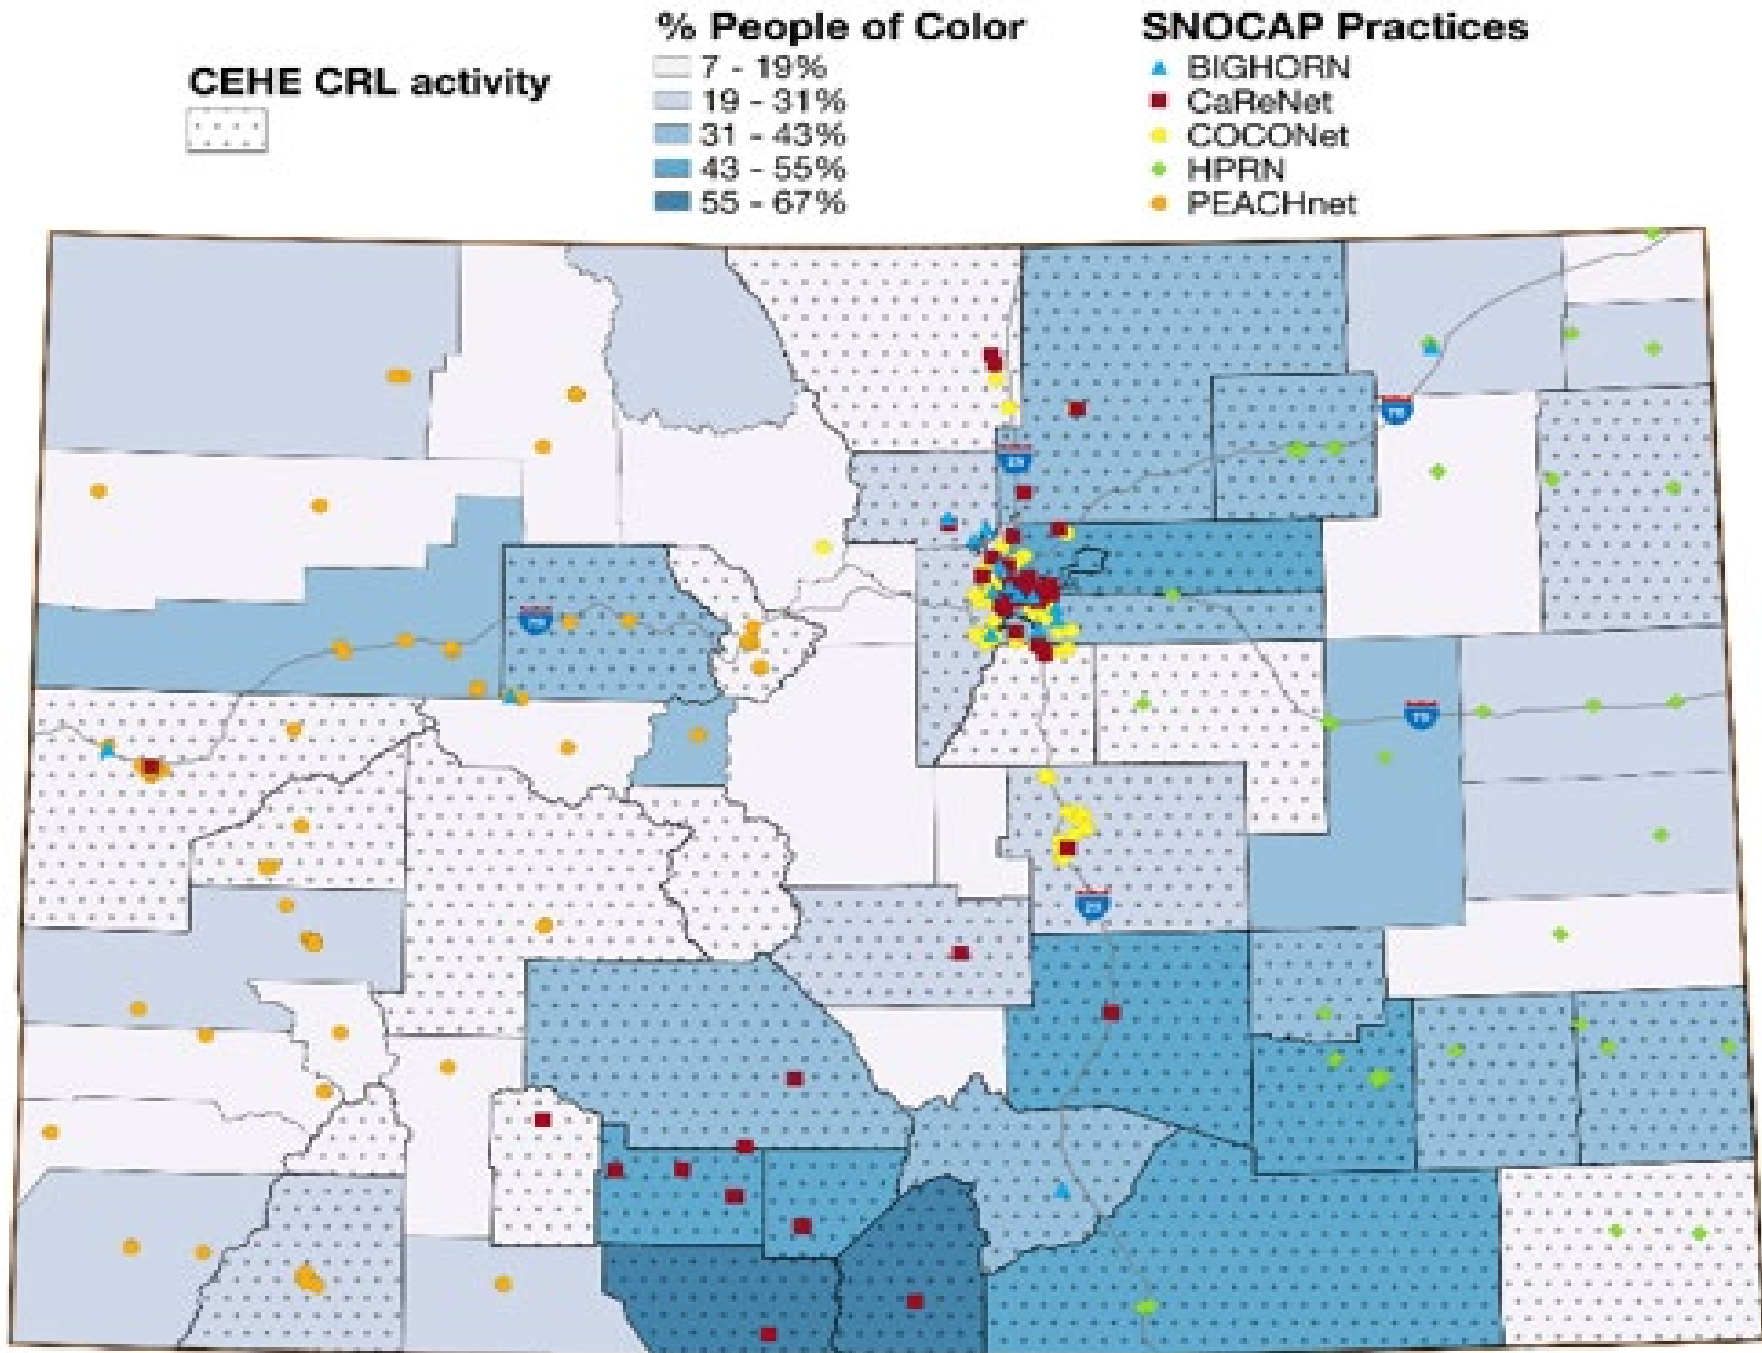 CEHE CRL activity
% People of Color
7 - 19%
19 - 31%
31 - 43%
43 - 55%
55 - 67%
SNOCAP Practices
BIGHORN
CaReNet
COCONet
HPRN
PEACHnet